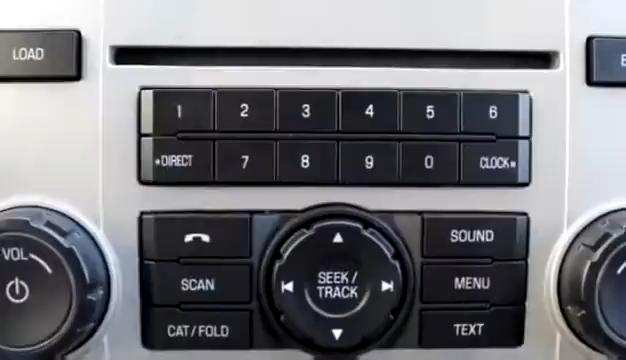 LOAD
1 2 3 4 5 6
DIRECT 7 8 9 0 CLOCK
VOL
SOUND
SCAN
SEEK /
TRACK
MENU
CAT / FOLD
TEXT